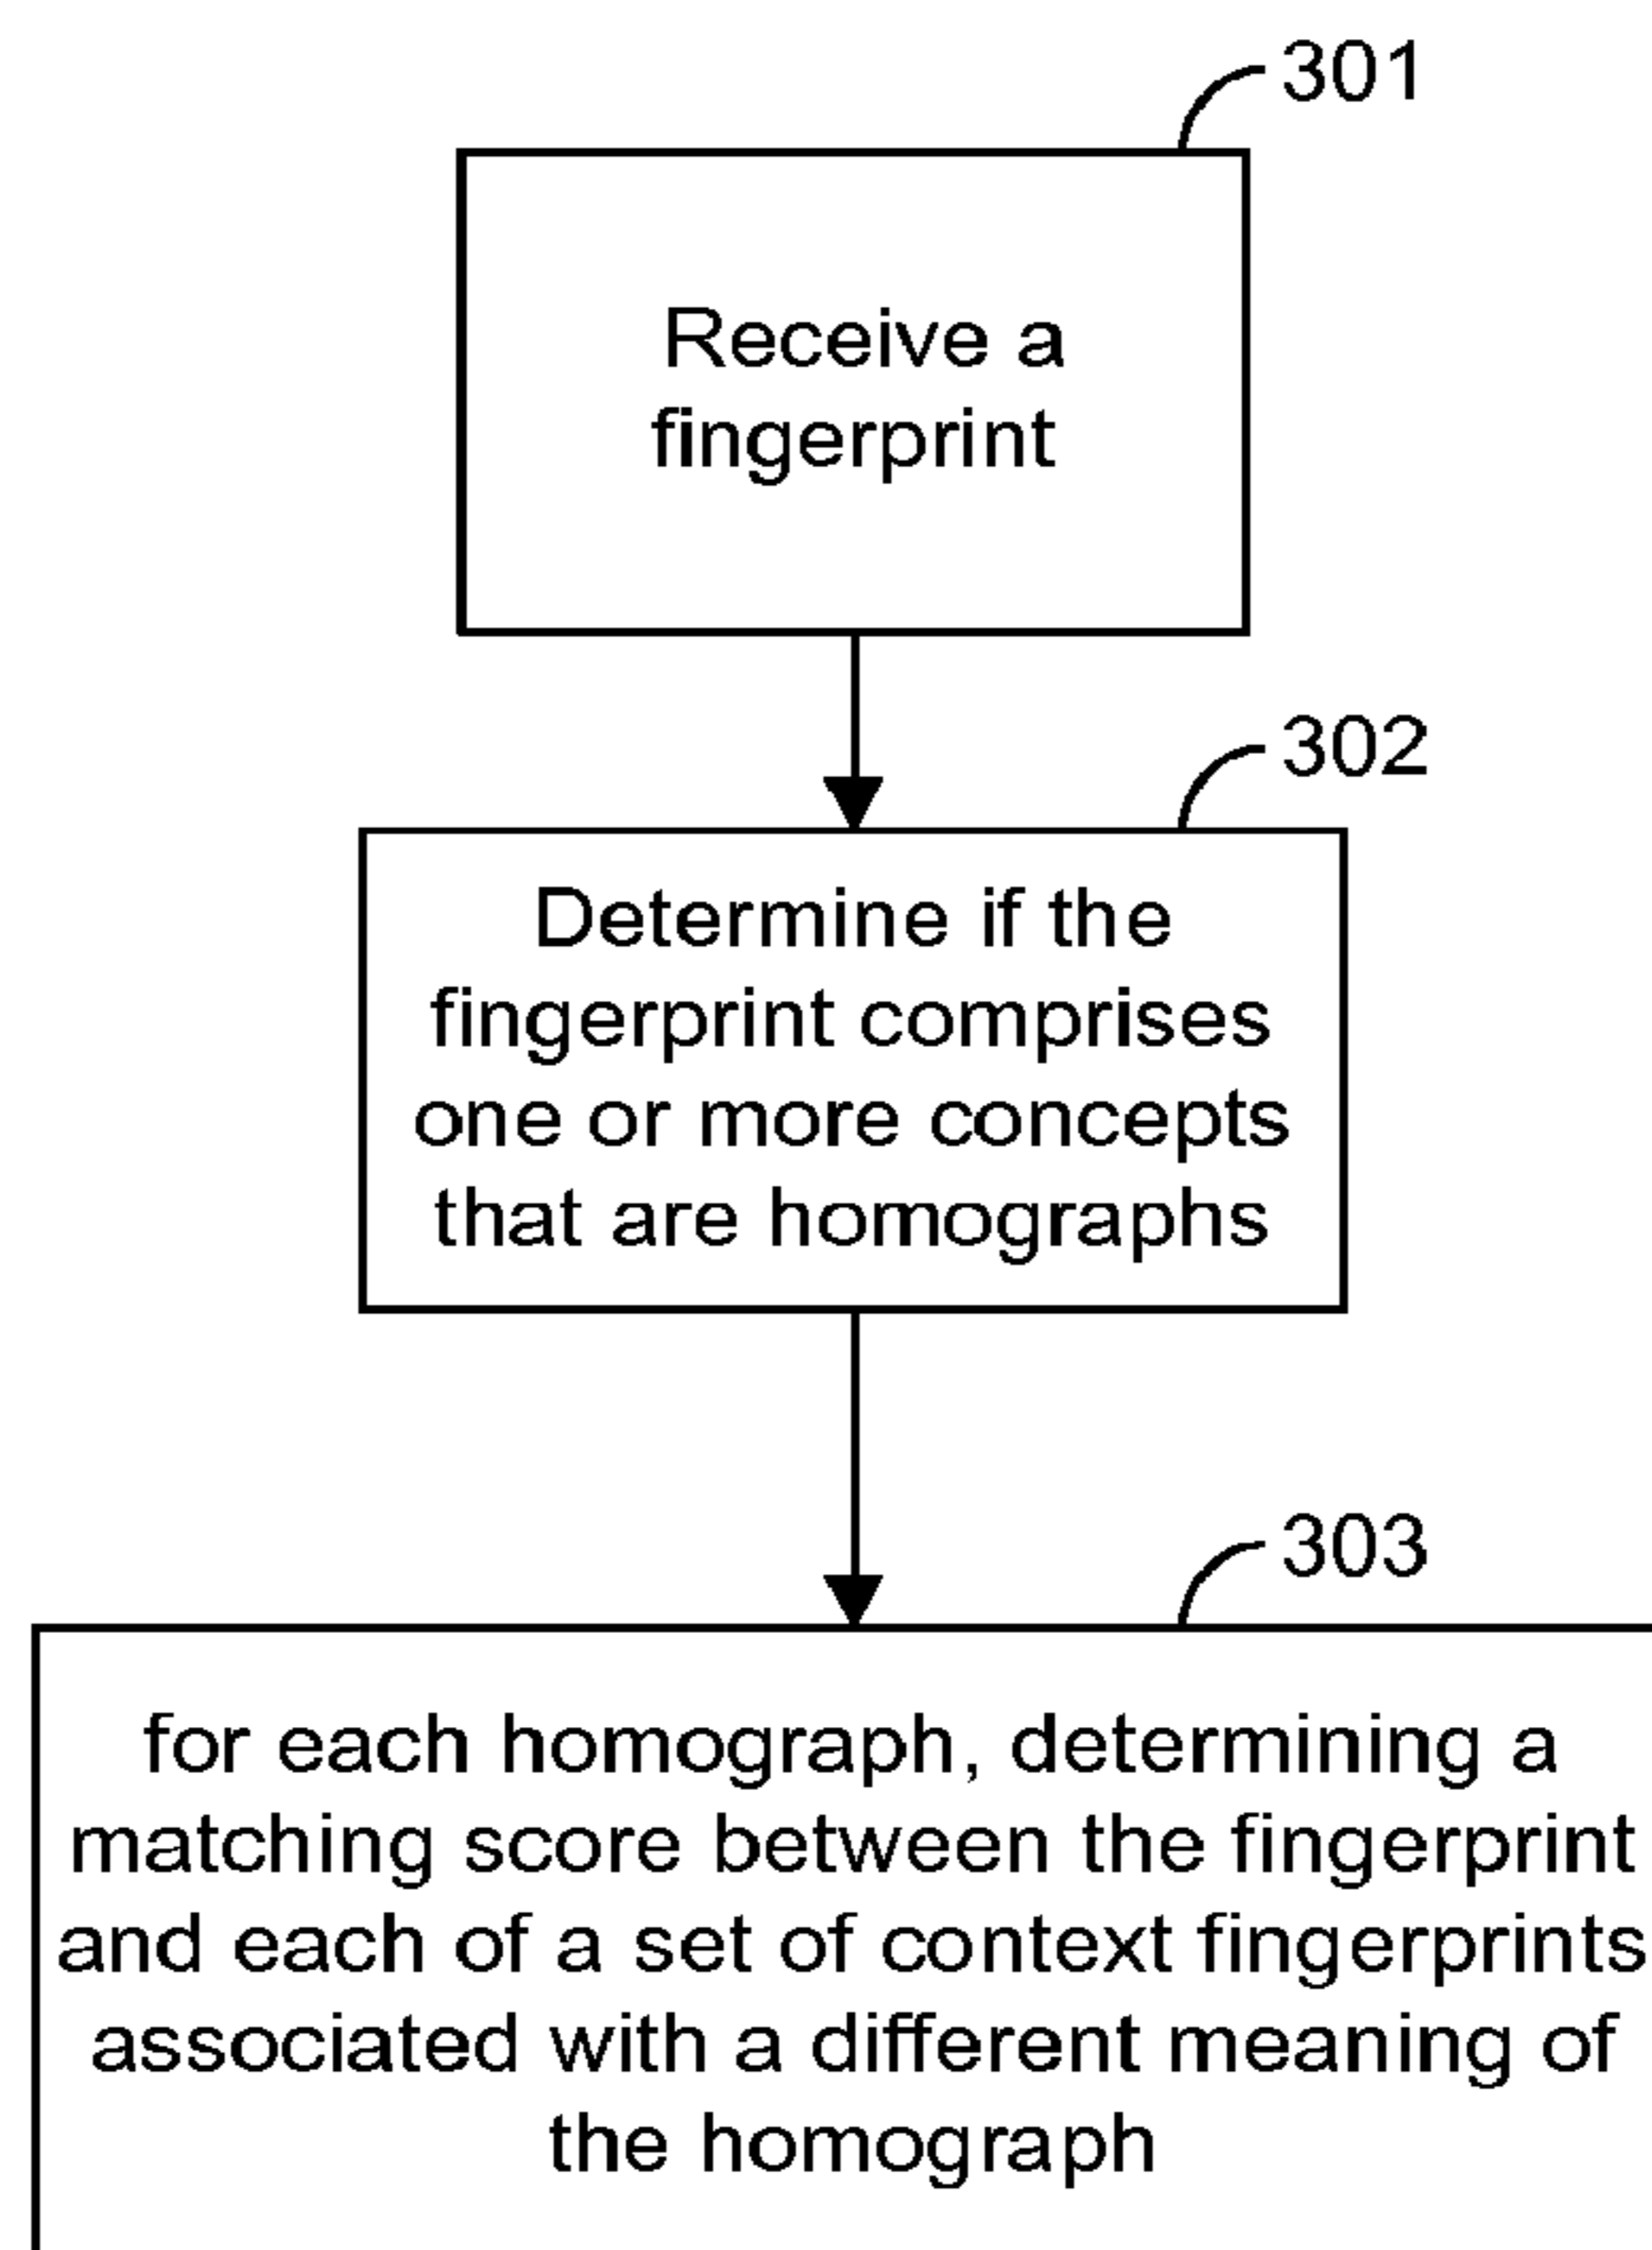 301
Receive a
fingerprint
302
Determine if the
fingerprint comprises
one or more concepts
that are homographs
303
for each homograph, determining a
matching score between the fingerprint
and each of a set of context fingerprints
associated with a different meaning of
the homograph